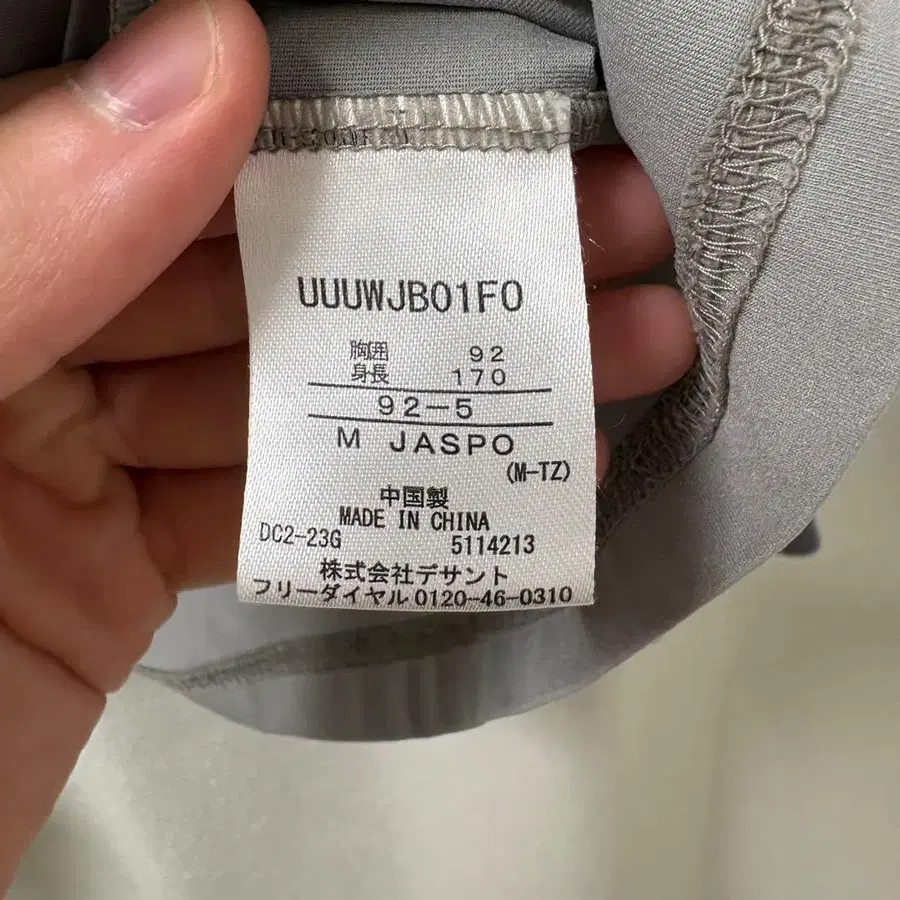 UUUWJB01F0
胸囲 92
身長 170
92-5
M JASPO
(M-TZ)
中国製
MADE IN CHINA
DC2-23G 5114213
株式会社デサント
フリーダイヤル 0120-46-0310